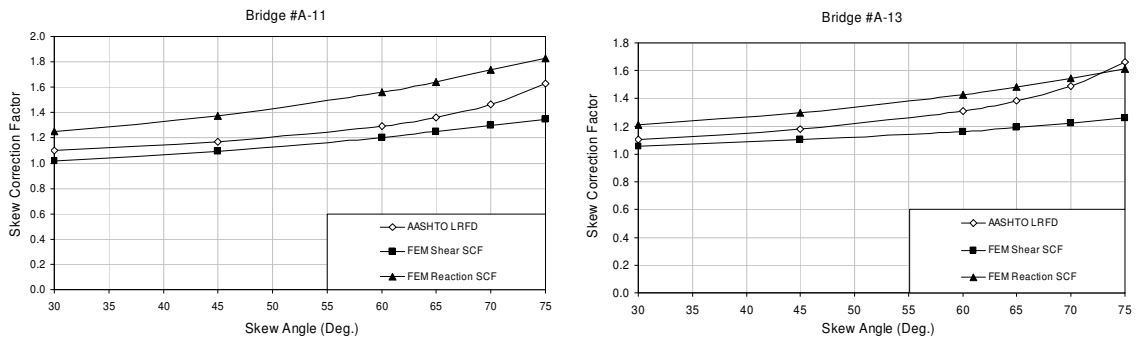 Bridge #A-11
Skew Correction Factor
2.0
1.8
1.6
1.4
1.2
1.0
0.8
0.6
0.4
0.2
0.0
AASHTO LRFD
FEM Shear SCF
FEM Reaction SCF
30 35 40 45 50 55 60 65 70 75
Skew Angle (Deg.)
Bridge #A-13
Skew Correction Factor
1.8
1.6
1.4
1.2
1.0
0.8
0.6
0.4
0.2
0.0
AASHTO LRFD
FEM Shear SCF
FEM Reaction SCF
30 35 40 45 50 55 60 65 70 75
Skew Angle (Deg.)